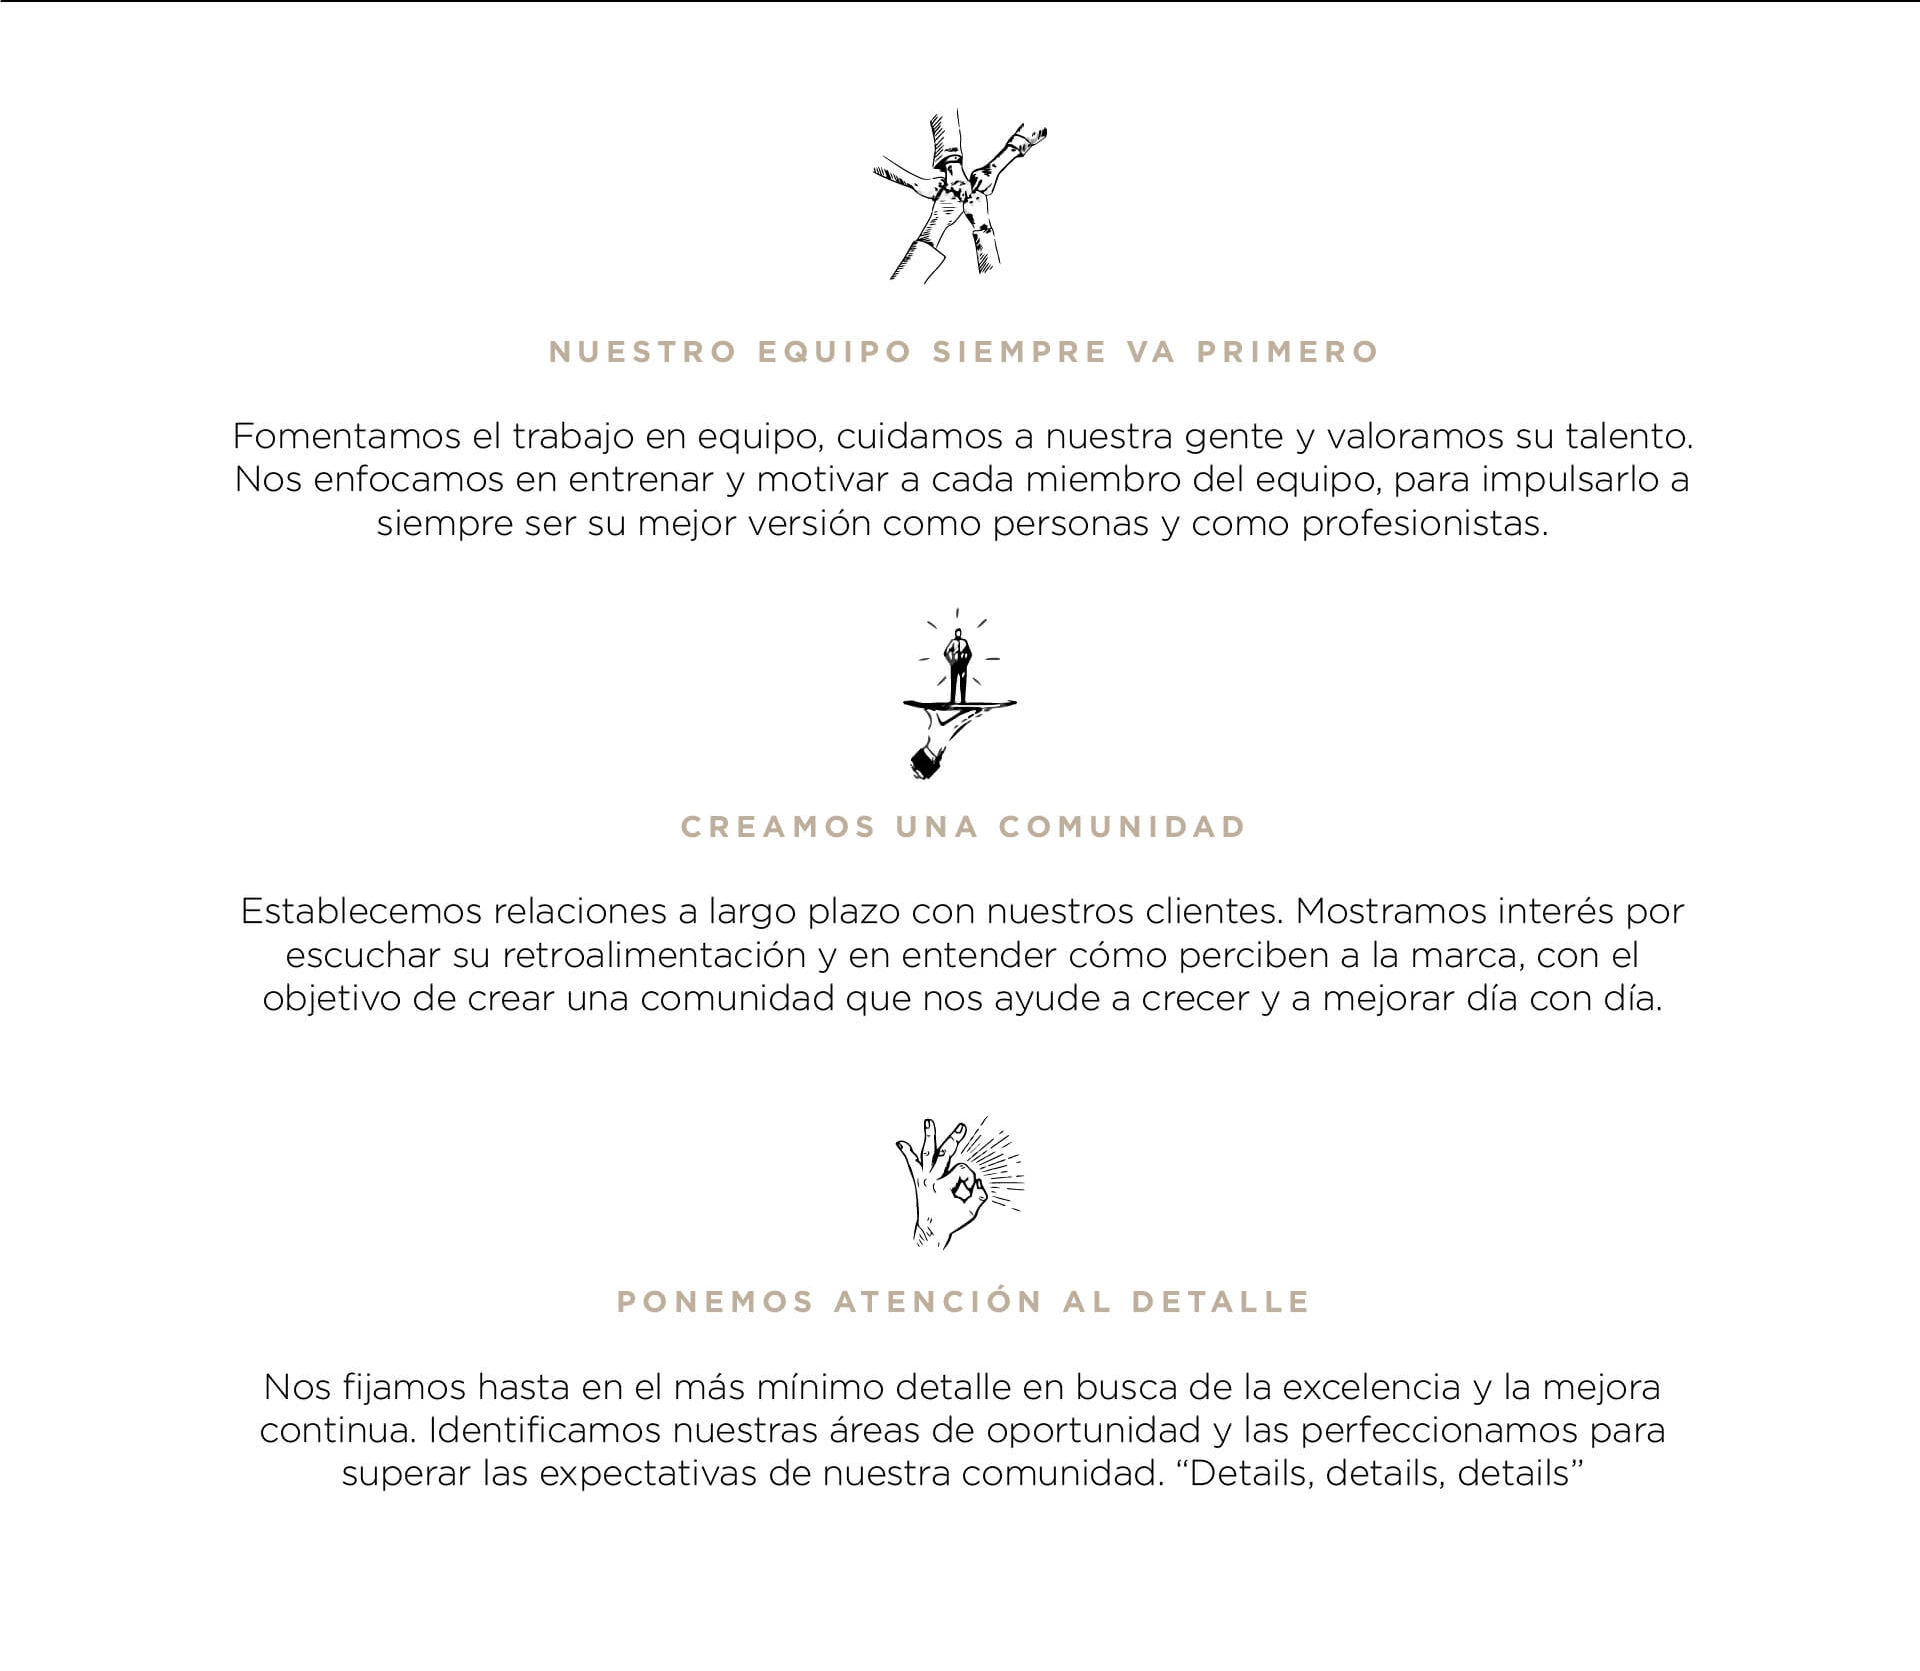 NUESTRO EQUIPO SIEMPRE VA PRIMERO
Fomentamos el trabajo en equipo, cuidamos a nuestra gente y valoramos su talento.
Nos enfocamos en entrenar y motivar a cada miembro del equipo, para impulsarlo a
siempre ser su mejor versión como personas y como profesionistas.
CREAMOS UNA COMUNIDAD
Establecemos relaciones a largo plazo con nuestros clientes. Mostramos interés por
escuchar su retroalimentación y en entender cómo perciben a la marca, con el
objetivo de crear una comunidad que nos ayude a crecer y a mejorar día con día.
PONEMOS ATENCIÓN AL DETALLE
Nos fijamos hasta en el más mínimo detalle en busca de la excelencia y la mejora
continua. Identificamos nuestras áreas de oportunidad y las perfeccionamos para
superar las expectativas de nuestra comunidad. “Details, details, details”